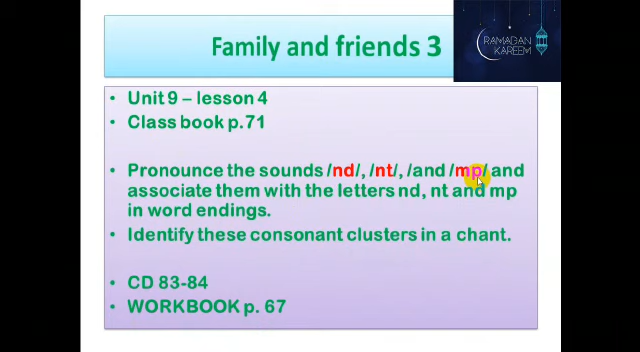 Family and friends 3
RAMADAN
KAREEM
• Unit 9 – lesson 4
• Class book p.71
• Pronounce the sounds /nd/, /nt/, /and /mp/ and
associate them with the letters nd, nt and mp
in word endings.
• Identify these consonant clusters in a chant.
• CD 83-84
• WORKBOOK p. 67